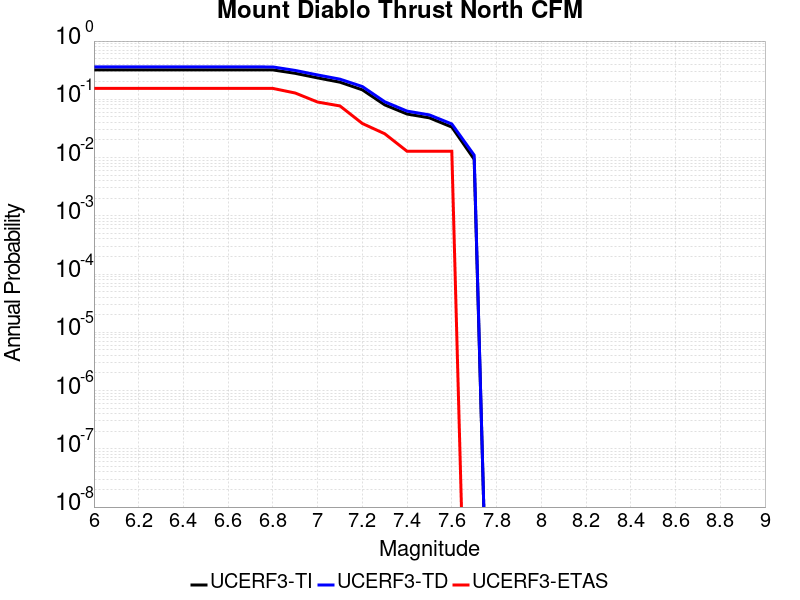 Mount Diablo Thrust North CFM
10^0
10^-1
10^-2
10^-3
10^-4
10^-5
10^-6
10^-7
10^-8
Annual Probability
6 6.2 6.4 6.6 6.8 7 7.2 7.4 7.6 7.8 8 8.2 8.4 8.6 8.8 9
Magnitude
UCERF3-TI UCERF3-TD UCERF3-ETAS